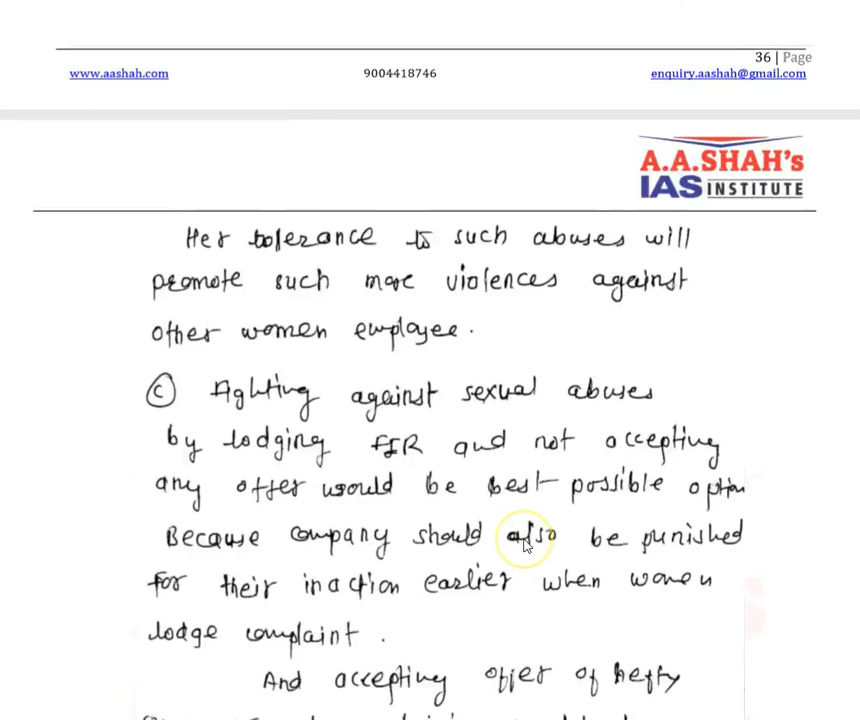 36 | Page
www.aashah.com 9004418746 enquiry.aashah@gmail.com
A.A.SHAH's
IAS INSTITUTE
Her tolerance to such abuses will
promote such more violences against
other women employee.
(C) Fighting against sexual abuses
by lodging FIR and not accepting
any offer would be best possible option
Because company should also be punished
for their inaction earlier when women
lodge complaint.
And accepting offer of hefty